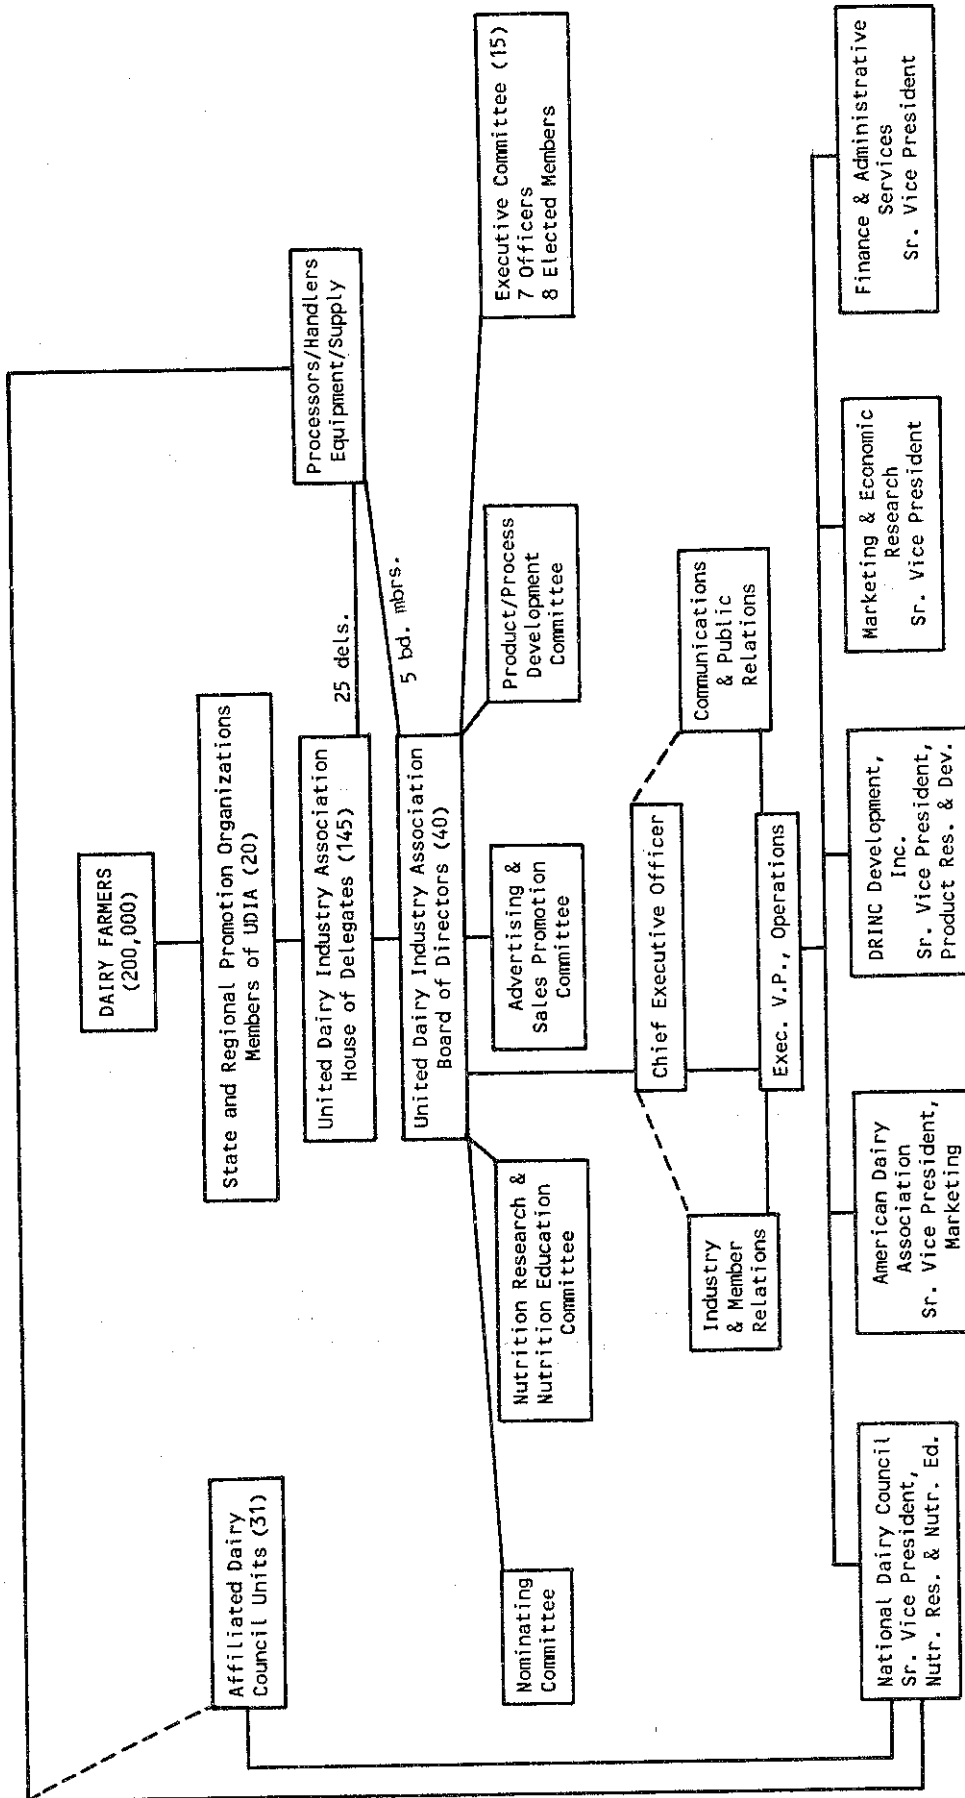 DAIRY FARMERS
(200,000)
Affiliated Dairy
Council Units (31)
State and Regional Promotion Organizations
Members of UDIA (20)
Processors/Handlers
Equipment/Supply
United Dairy Industry Association
House of Delegates (145)
25 dels.
5 bd. mbrs.
United Dairy Industry Association
Board of Directors (40)
Nominating
Committee
Nutrition Research &
Nutrition Education
Committee
Advertising &
Sales Promotion
Committee
Product/Process
Development
Committee
Executive Committee (15)
7 Officers
8 Elected Members
Chief Executive Officer
Industry
& Member
Relations
Communications
& Public
Relations
Exec. V.P., Operations
National Dairy Council
Sr. Vice President,
Nutr. Res. & Nutr. Ed.
American Dairy
Association
Sr. Vice President,
Marketing
DRINC Development,
Inc.
Sr. Vice President,
Product Res. & Dev.
Marketing & Economic
Research
Sr. Vice President
Finance & Administrative
Services
Sr. Vice President